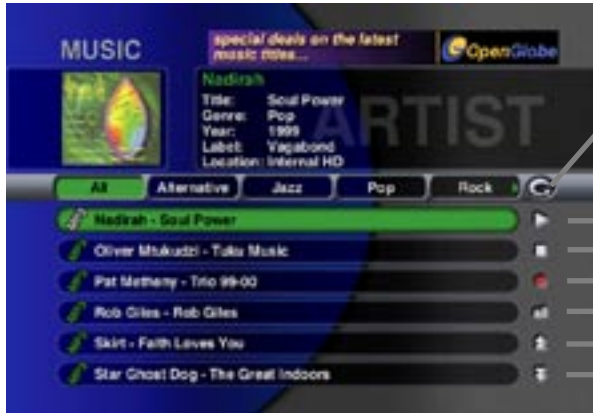 MUSIC
special deals on the latest
music titles...
OpenGlobe
ARTIST
Nadirah
Title: Soul Power
Genre: Pop
Year: 1999
Label: Vagabond
Location: Internal HD
All Alternative Jazz Pop Rock
Nadirah - Soul Power
Oliver Mtukudzi - Tuku Music
Pat Metheny - Trio 99-00
Rob Giles - Rob Giles
Skirt - Faith Loves You
Star Ghost Dog - The Great Indoors